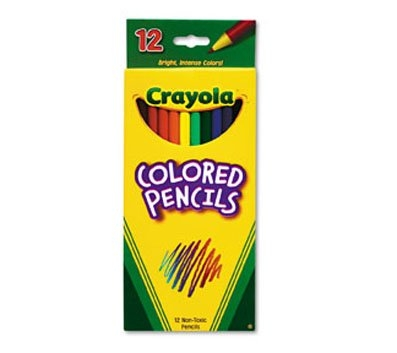 12
Bright, Intense Colors!
Crayola
COLORED
PENCILS
12 Non-Toxic
Pencils